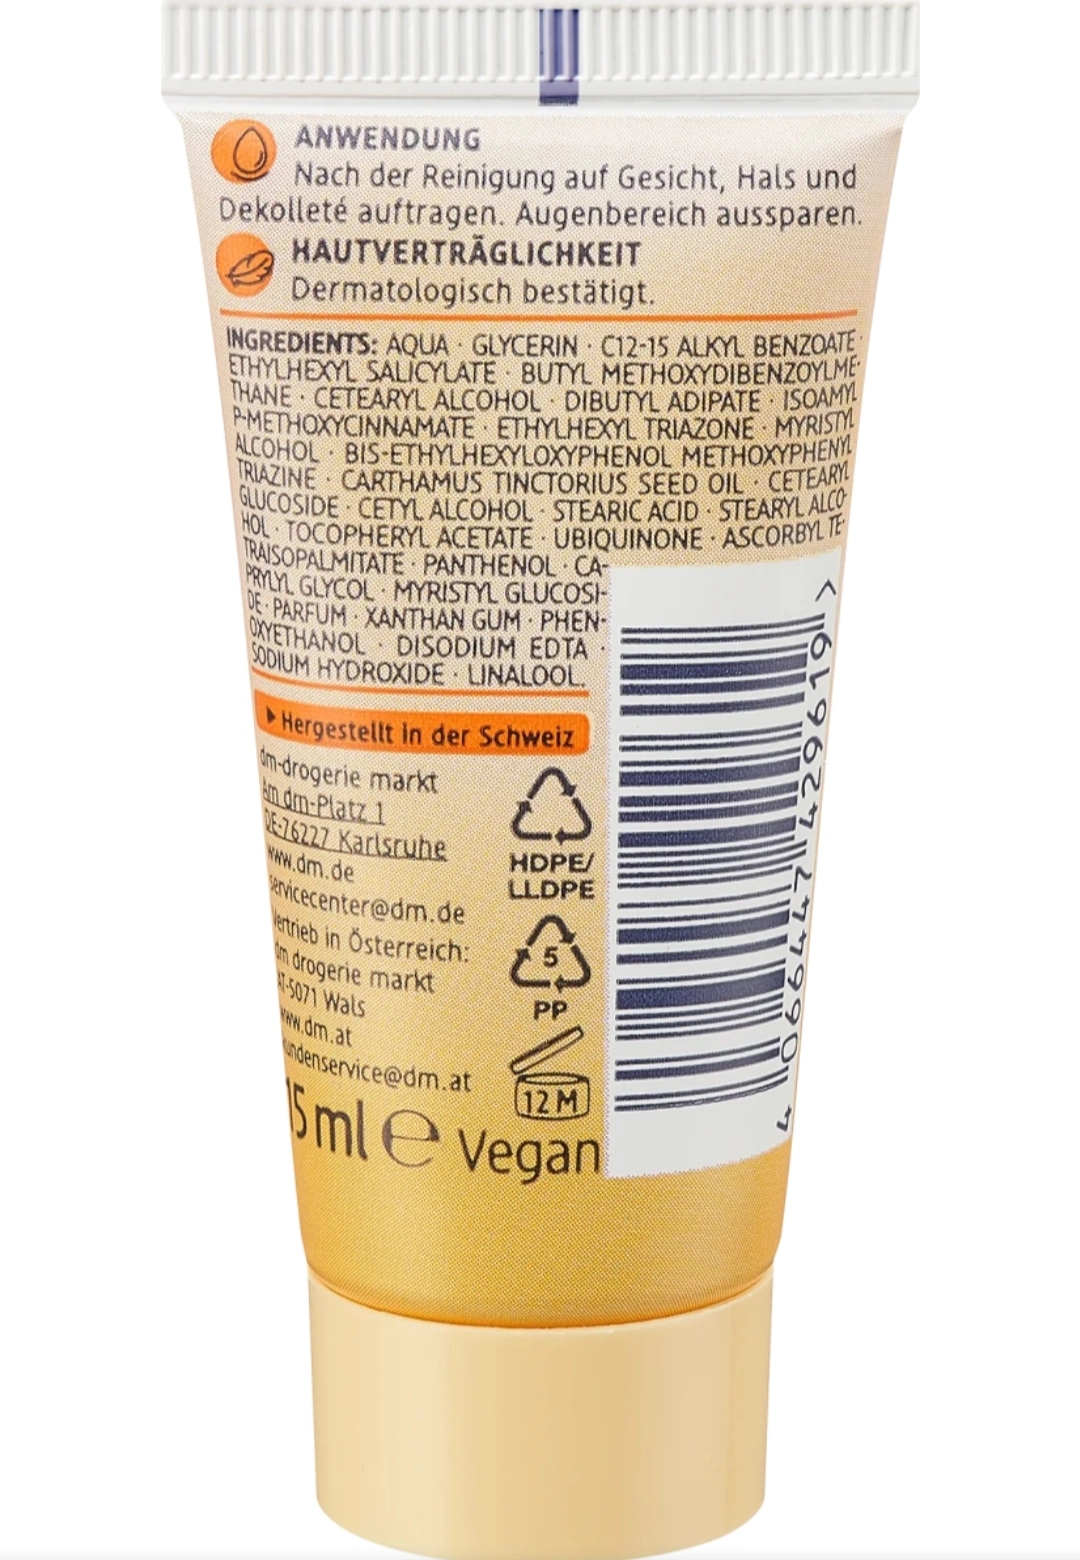 ANWENDUNG
Nach der Reinigung auf Gesicht, Hals und
Dekolleté auftragen. Augenbereich aussparen.
HAUTVERTRÄGLICHKEIT
Dermatologisch bestätigt.
INGREDIENTS: AQUA · GLYCERIN · C12-15 ALKYL BENZOATE ·
ETHYLHEXYL SALICYLATE · BUTYL METHOXYDIBENZOYLME-
THANE · CETEARYL ALCOHOL · DIBUTYL ADIPATE · ISOAMYL
P-METHOXYCINNAMATE · ETHYLHEXYL TRIAZONE · MYRISTYL
ALCOHOL · BIS-ETHYLHEXYLOXYPHENOL METHOXYPHENYL
TRIAZINE · CARTHAMUS TINCTORIUS SEED OIL · CETEARYL
GLUCOSIDE · CETYL ALCOHOL · STEARIC ACID · STEARYL ALCO-
HOL · TOCOPHERYL ACETATE · UBIQUINONE · ASCORBYL TE-
TRAISOPALMITATE · PANTHENOL · CA-
PRYLYL GLYCOL · MYRISTYL GLUCOSI-
DE · PARFUM · XANTHAN GUM · PHEN-
OXYETHANOL · DISODIUM EDTA ·
SODIUM HYDROXIDE · LINALOOL.
▶ Hergestellt in der Schweiz
dm-drogerie markt
Am dm-Platz 1
DE-76227 Karlsruhe
www.dm.de
servicecenter@dm.de
Vertrieb in Österreich:
dm drogerie markt
AT-5071 Wals
www.dm.at
kundenservice@dm.at
15 ml ℮ Vegan
HDPE/
LLDPE
5
PP
12 M
4 066447 429619 >